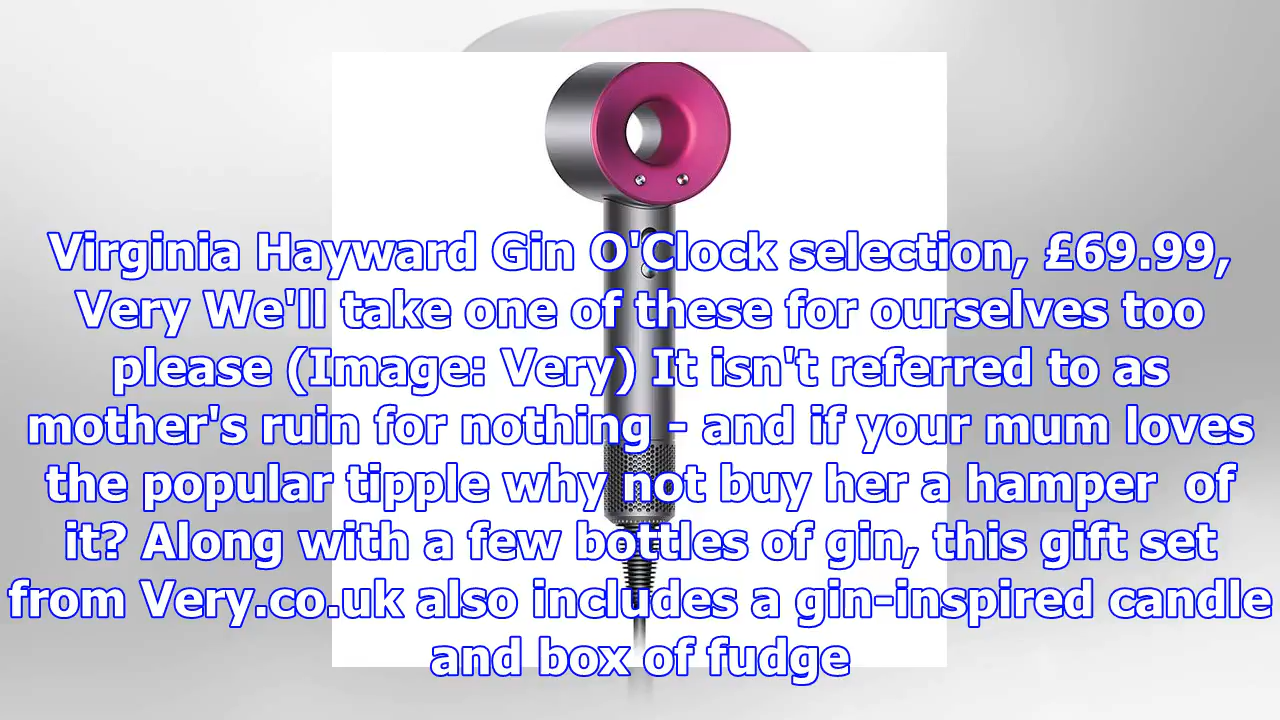 Virginia Hayward Gin O'Clock selection, £69.99,
Very We'll take one of these for ourselves too
please (Image: Very) It isn't referred to as
mother's ruin for nothing - and if your mum loves
the popular tipple why not buy her a hamper  of
it? Along with a few bottles of gin, this gift set
from Very.co.uk also includes a gin-inspired candle
and box of fudge